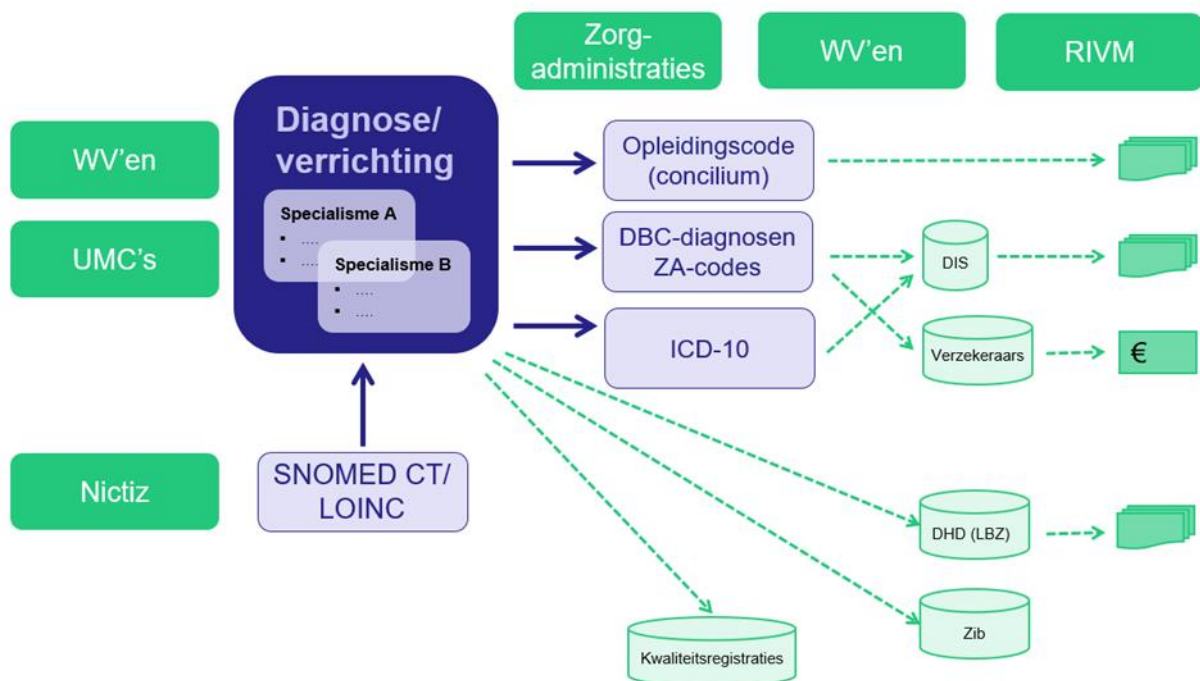 Zorg-
administraties
WV'en
RIVM
WV'en
UMC's
Nictiz
Diagnose/
verrichting
Specialisme A
▪ ....
▪ ....
Specialisme B
▪ ....
▪ ....
Opleidingscode
(concilium)
DBC-diagnosen
ZA-codes
ICD-10
DIS
Verzekeraars
€
SNOMED CT/
LOINC
DHD (LBZ)
Zib
Kwaliteitsregistraties